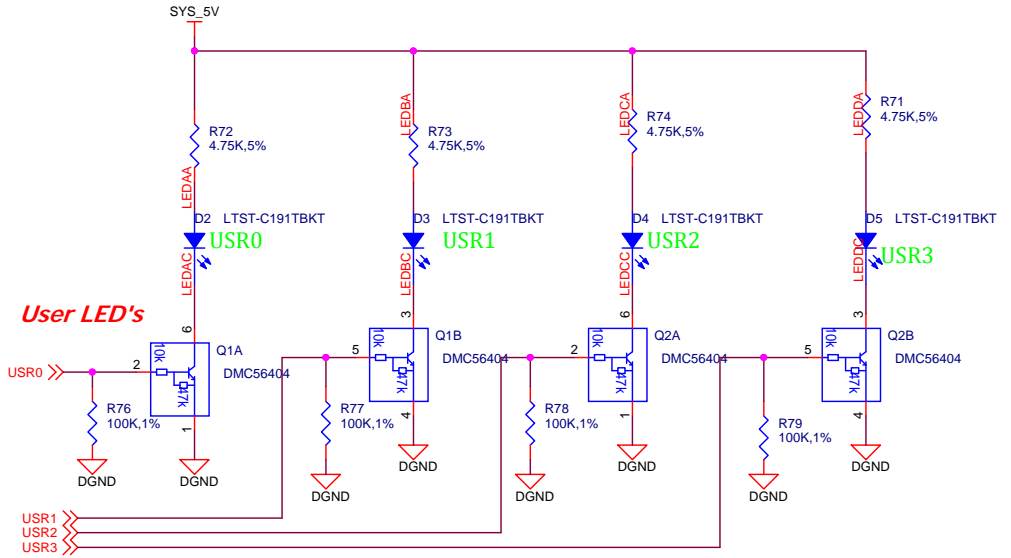 SYS_5V
R72
4.75K,5%
R73
4.75K,5%
R74
4.75K,5%
R71
4.75K,5%
LEDAA
LEDBA
LEDCA
LEDDA
D2 LTST-C191TBKT
USR0
D3 LTST-C191TBKT
USR1
D4 LTST-C191TBKT
USR2
D5 LTST-C191TBKT
USR3
LEDAC
LEDBC
LEDCC
LEDDC
User LED's
6
Q1A
DMC56404
10k
47k
2
1
3
Q1B
DMC56404
10k
47k
5
4
6
Q2A
DMC56404
10k
47k
2
1
3
Q2B
DMC56404
10k
47k
5
4
USR0
R76
100K,1%
R77
100K,1%
R78
100K,1%
R79
100K,1%
DGND
DGND
DGND
DGND
DGND
DGND
DGND
DGND
USR1
USR2
USR3